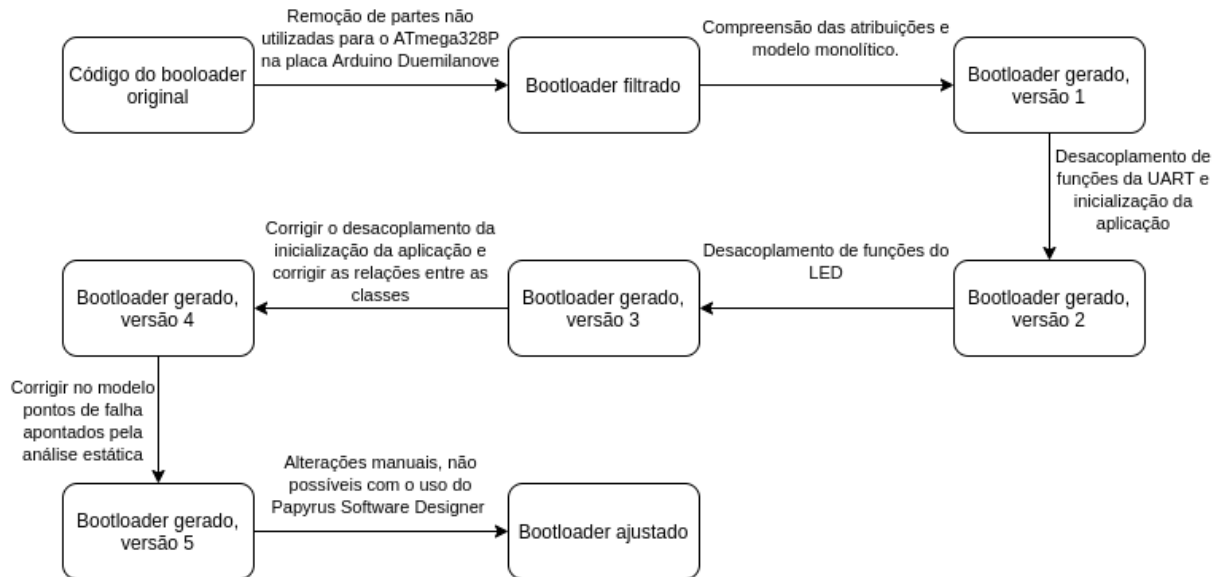 Remoção de partes não
utilizadas para o ATmega328P
na placa Arduino Duemilanove
Compreensão das atribuições e
modelo monolítico.
Código do booloader
original
Bootloader filtrado
Bootloader gerado,
versão 1
Desacoplamento de
funções da UART e
inicialização da
aplicação
Bootloader gerado,
versão 2
Desacoplamento de funções do
LED
Bootloader gerado,
versão 3
Corrigir o desacoplamento da
inicialização da aplicação e
corrigir as relações entre as
classes
Bootloader gerado,
versão 4
Corrigir no modelo
pontos de falha
apontados pela
análise estática
Bootloader gerado,
versão 5
Alterações manuais, não
possíveis com o uso do
Papyrus Software Designer
Bootloader ajustado